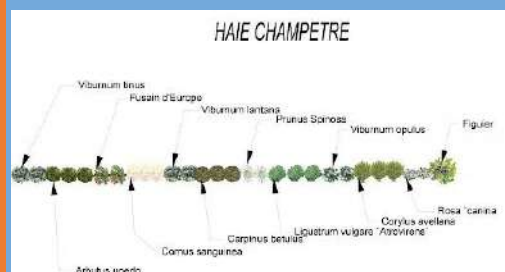 HAIE CHAMPETRE
Viburnum tinus
Fusain d'Europe
Viburnum lantana
Prunus Spinosa
Viburnum opulus
Figuier
Rosa "canina
Corylus avellana
Ligustrum vulgare "Atrovirens"
Carpinus betulus
Cornus sanguinea
Arbutus unedo